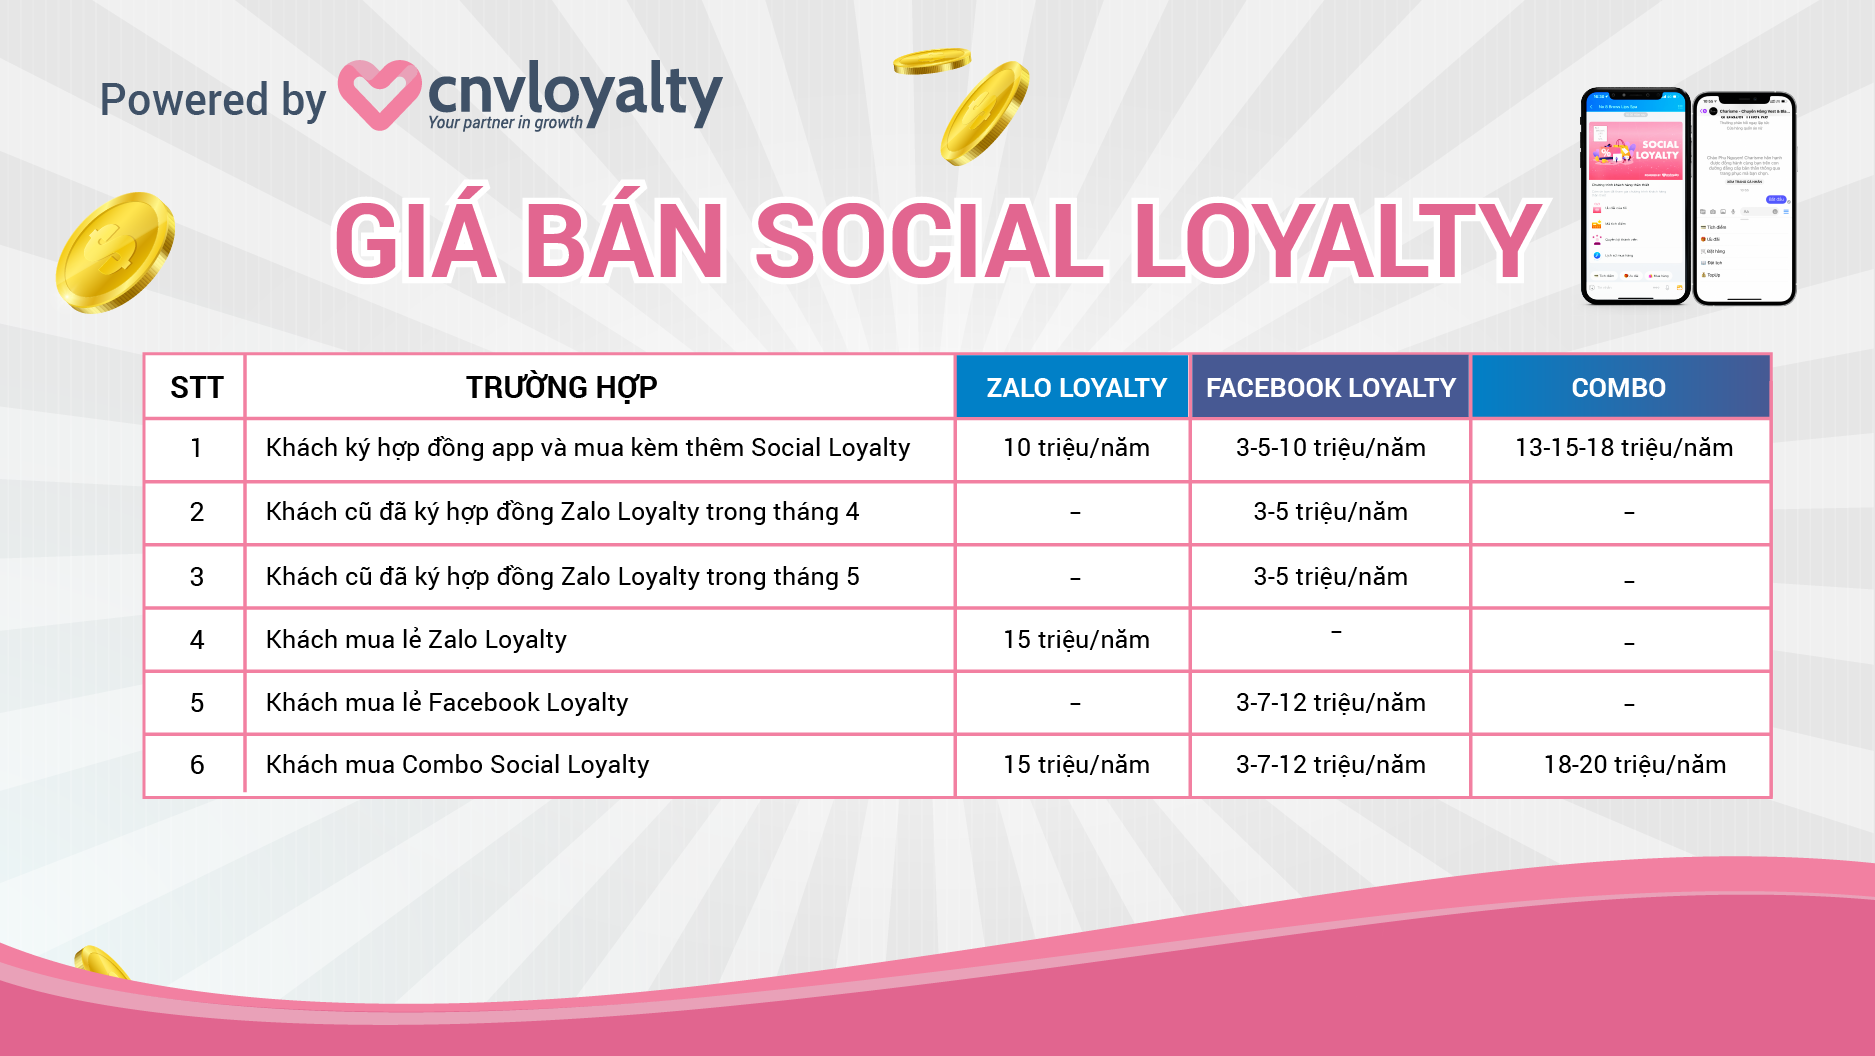 Powered by cnvloyalty
Your partner in growth
GIÁ BÁN SOCIAL LOYALTY
SOCIAL
LOYALTY
STT TRƯỜNG HỢP ZALO LOYALTY FACEBOOK LOYALTY COMBO
1 Khách ký hợp đồng app và mua kèm thêm Social Loyalty 10 triệu/năm 3-5-10 triệu/năm 13-15-18 triệu/năm
2 Khách cũ đã ký hợp đồng Zalo Loyalty trong tháng 4 - 3-5 triệu/năm -
3 Khách cũ đã ký hợp đồng Zalo Loyalty trong tháng 5 - 3-5 triệu/năm -
4 Khách mua lẻ Zalo Loyalty 15 triệu/năm - -
5 Khách mua lẻ Facebook Loyalty - 3-7-12 triệu/năm -
6 Khách mua Combo Social Loyalty 15 triệu/năm 3-7-12 triệu/năm 18-20 triệu/năm